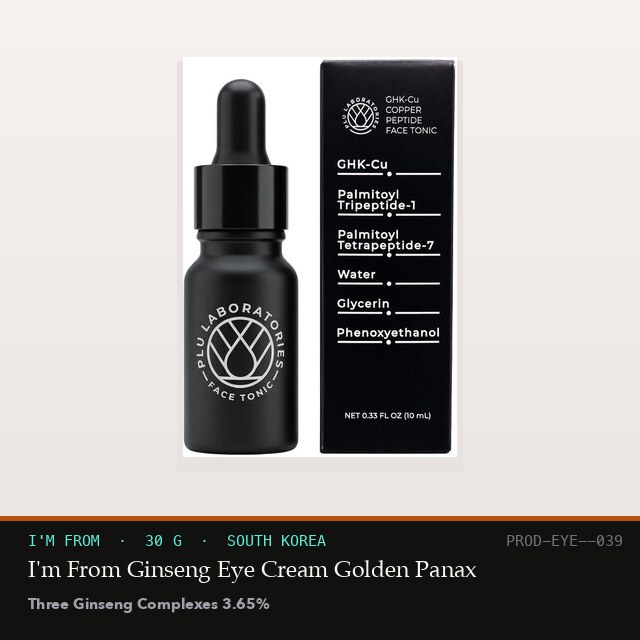 PLU LABORATORIES
FACE TONIC
PLU LABORATORIES
GHK-Cu
COPPER
PEPTIDE
FACE TONIC
GHK-Cu
Palmitoyl
Tripeptide-1
Palmitoyl
Tetrapeptide-7
Water
Glycerin
Phenoxyethanol
NET 0.33 FL OZ (10 mL)
I'M FROM · 30 G · SOUTH KOREA
PROD–EYE––039
I'm From Ginseng Eye Cream Golden Panax
Three Ginseng Complexes 3.65%